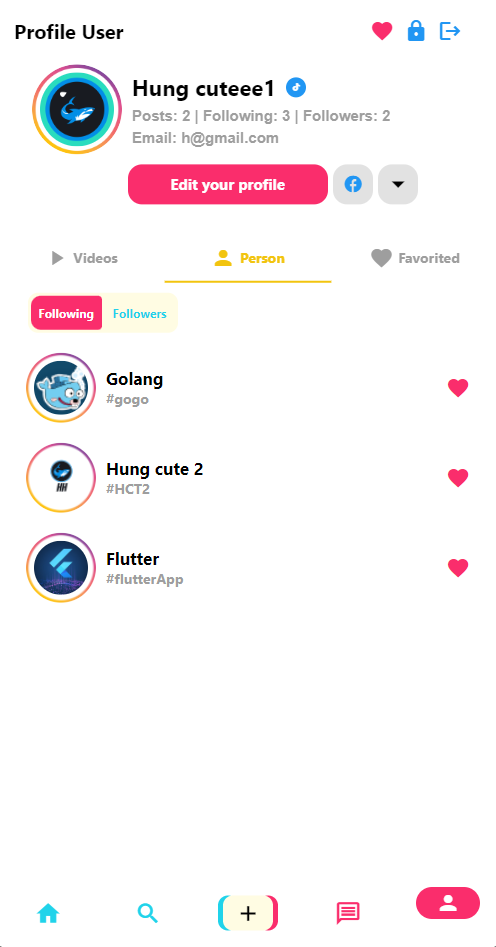 Profile User
Hung cuteee1
Posts: 2 | Following: 3 | Followers: 2
Email: h@gmail.com
Edit your profile
Videos Person Favorited
Following Followers
Golang
#gogo
Hung cute 2
#HCT2
HH
Flutter
#flutterApp